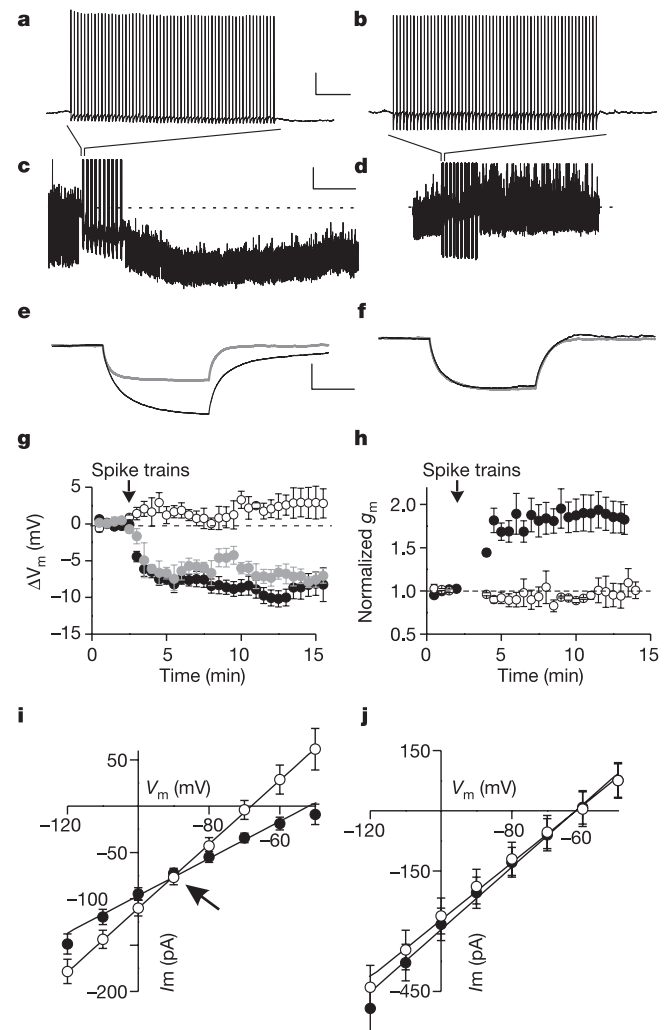 a
b
c
d
e
f
g
h
Spike trains
5
0
−5
−10
−15
ΔVm (mV)
0
5
10
15
Time (min)
Spike trains
2.0
1.5
1.0
0.5
Normalized gm
0
5
10
15
Time (min)
i
j
50
Vm (mV)
−120
−80
−60
−50
−100
−200
Im (pA)
150
Vm (mV)
−120
−80
−60
−150
−450
Im (pA)